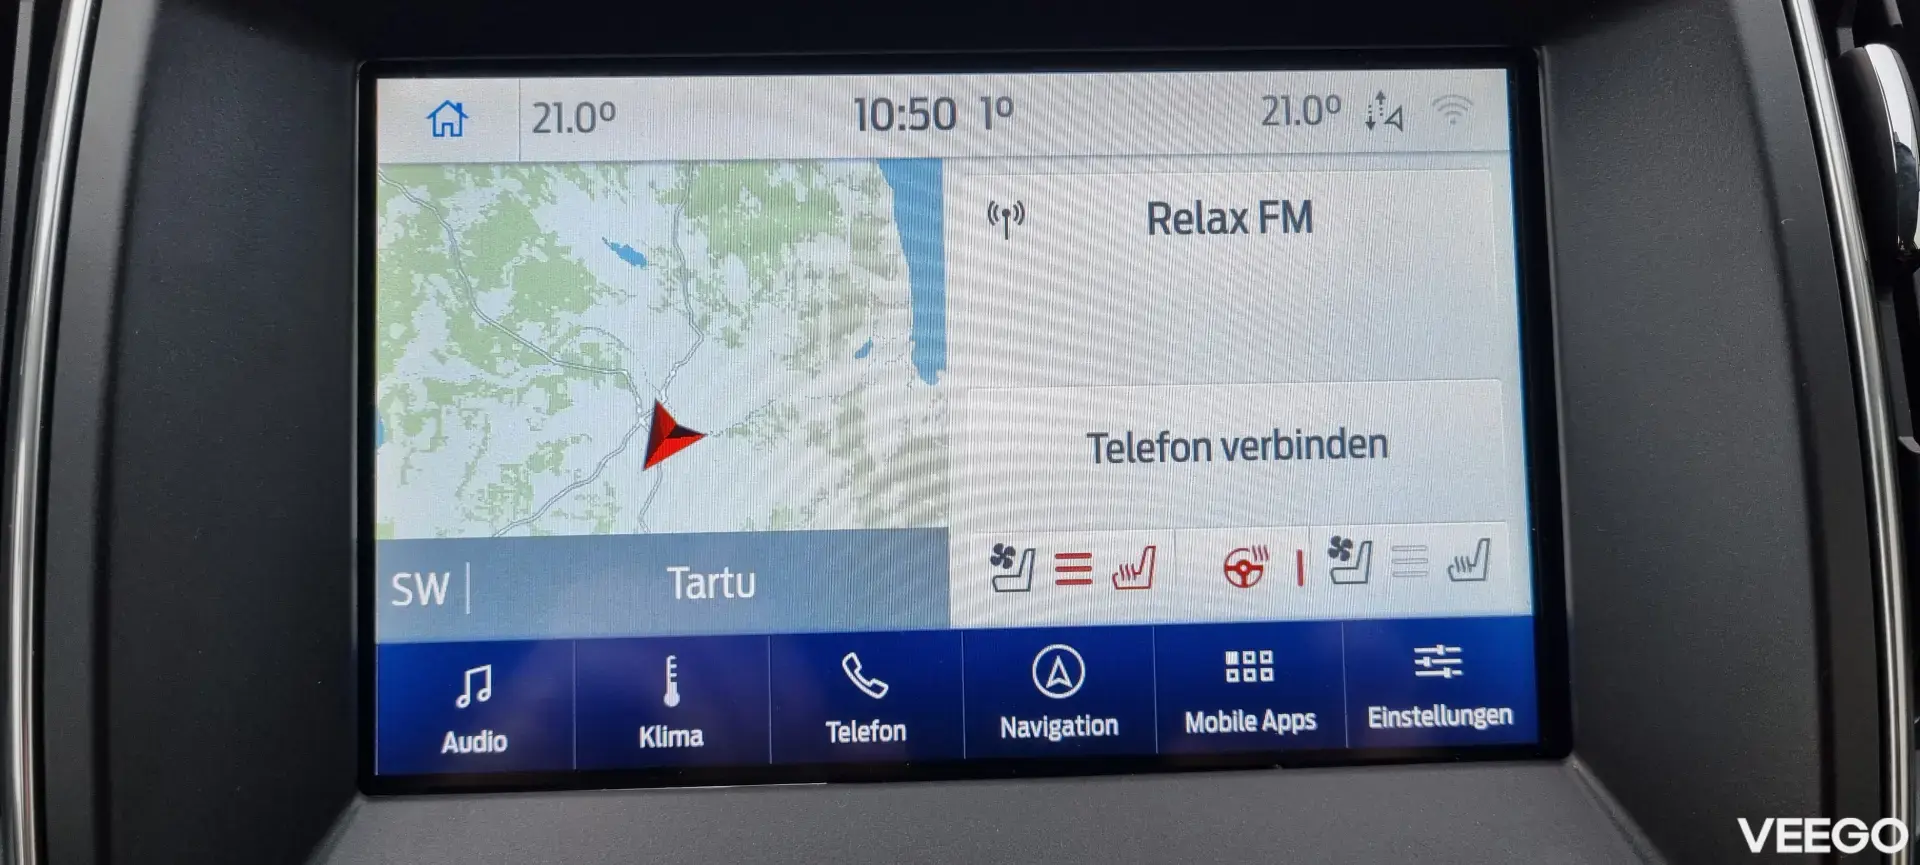 21.0° 10:50 1° 21.0°
Relax FM
Telefon verbinden
SW | Tartu
Audio Klima Telefon Navigation Mobile Apps Einstellungen
VEEGO